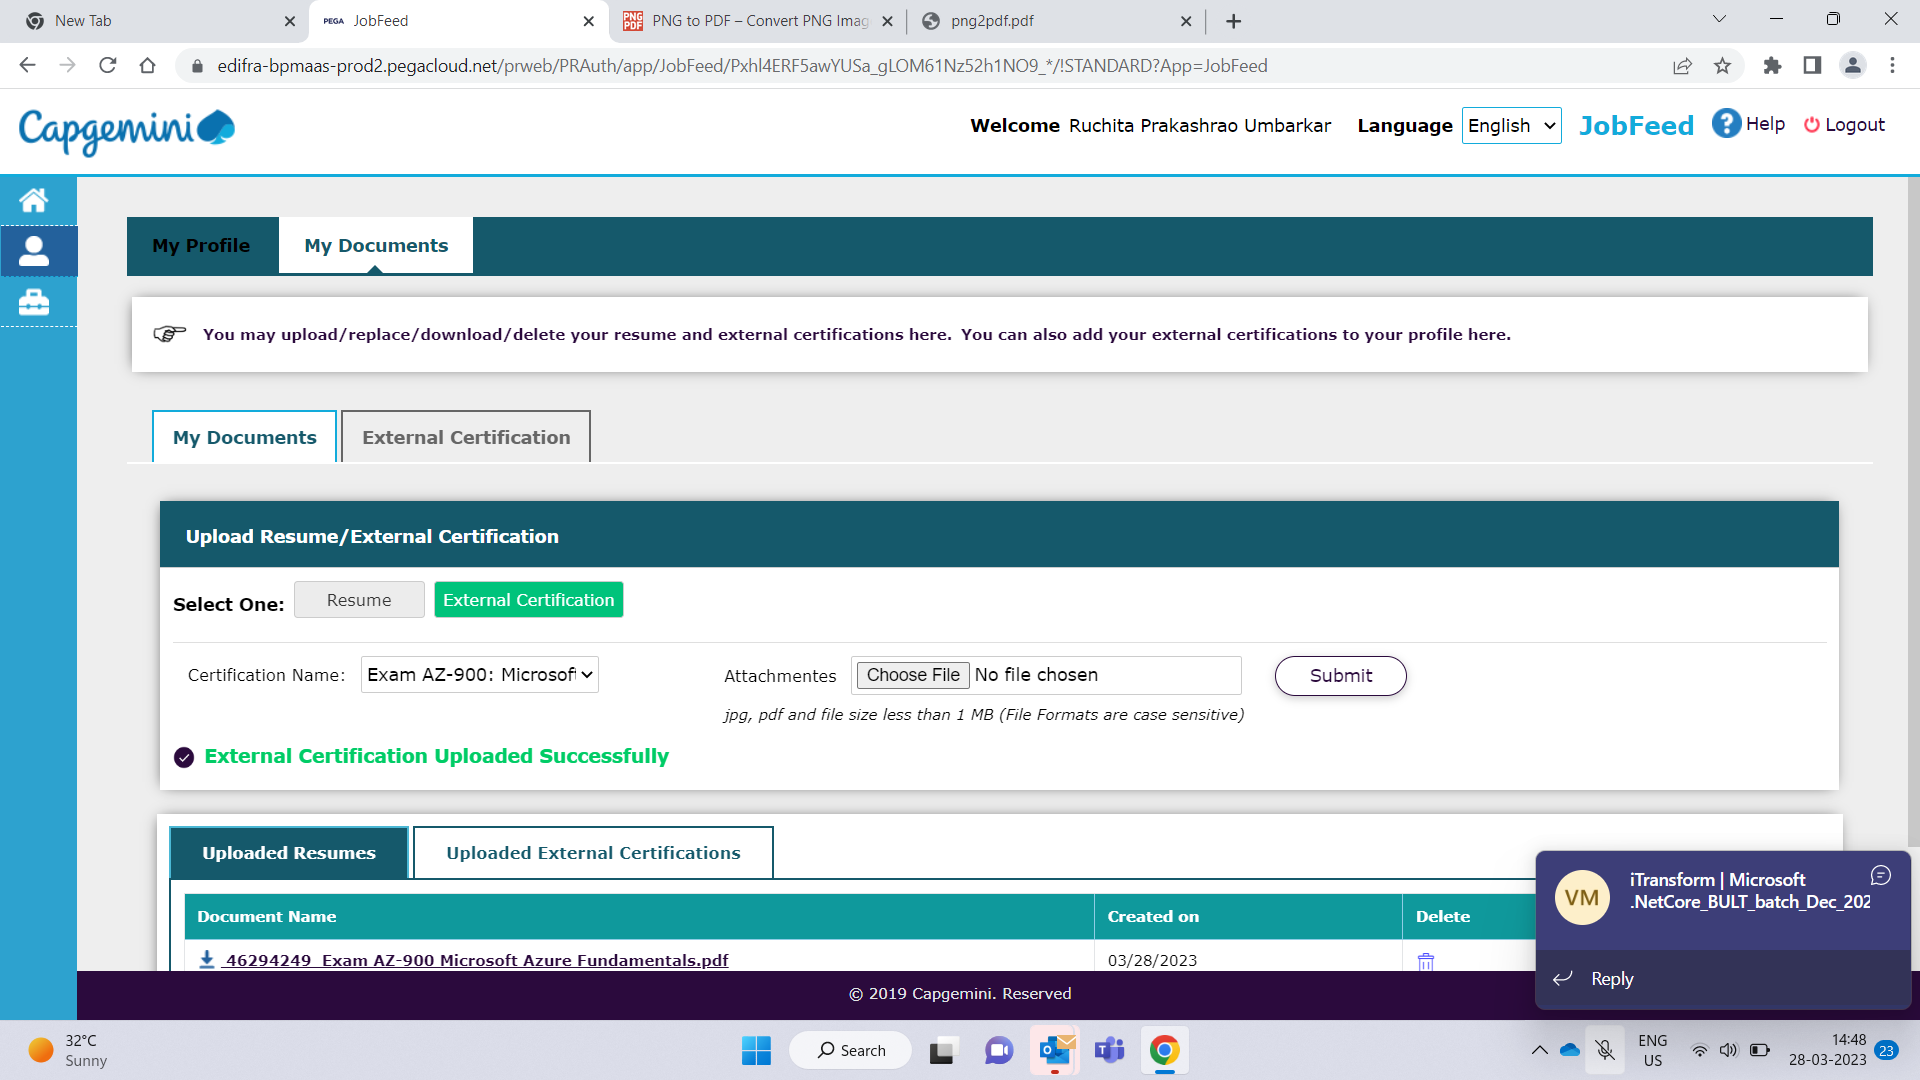 New Tab
PEGA JobFeed
PNG PDF PNG to PDF – Convert PNG Imag
png2pdf.pdf
edifra-bpmaas-prod2.pegacloud.net/prweb/PRAuth/app/JobFeed/Pxhl4ERF5awYUSa_gLOM61Nz52h1NO9_*/!STANDARD?App=JobFeed
Capgemini
Welcome Ruchita Prakashrao Umbarkar Language English JobFeed ? Help Logout
My Profile
My Documents
You may upload/replace/download/delete your resume and external certifications here. You can also add your external certifications to your profile here.
My Documents
External Certification
Upload Resume/External Certification
Select One: Resume External Certification
Certification Name: Exam AZ-900: Microsoft Attachmentes Choose File No file chosen Submit
jpg, pdf and file size less than 1 MB (File Formats are case sensitive)
External Certification Uploaded Successfully
Uploaded Resumes
Uploaded External Certifications
Document Name Created on Delete
46294249_Exam AZ-900 Microsoft Azure Fundamentals.pdf 03/28/2023
VM iTransform | Microsoft
.NetCore_BULT_batch_Dec_202
Reply
© 2019 Capgemini. Reserved
32°C
Sunny
Search
ENG
US
14:48
28-03-2023
23